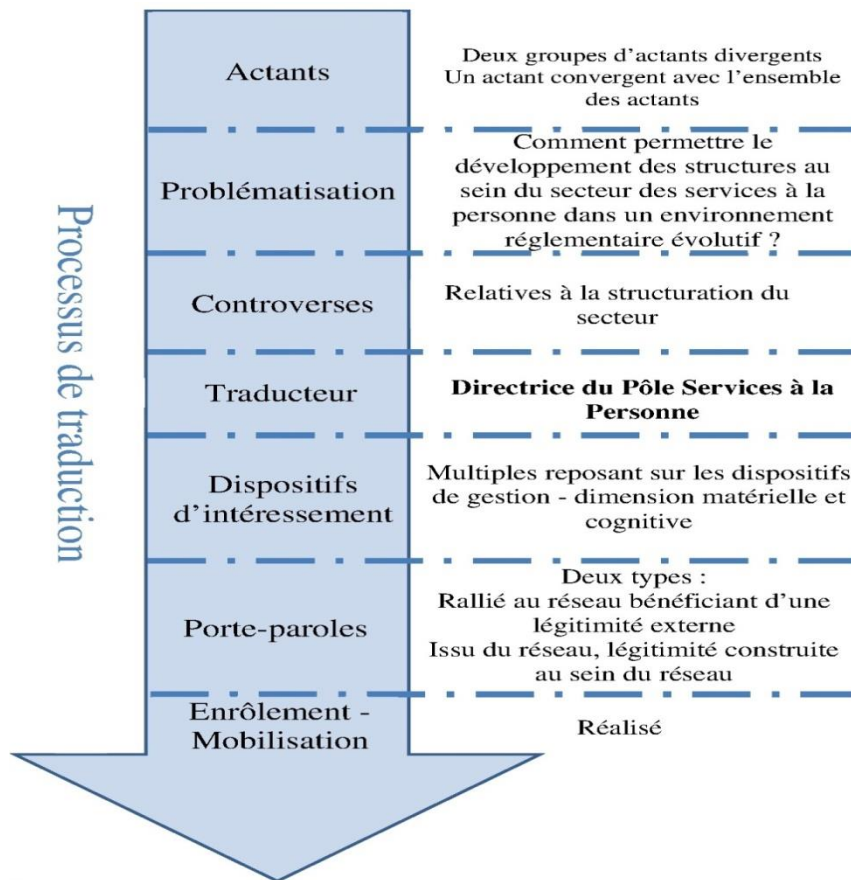 Processus de traduction
Actants
Deux groupes d’actants divergents
Un actant convergent avec l’ensemble
des actants
Problématisation
Comment permettre le
développement des structures au
sein du secteur des services à la
personne dans un environnement
réglementaire évolutif ?
Controverses
Relatives à la structuration du
secteur
Traducteur
Directrice du Pôle Services à la
Personne
Dispositifs
d’intéressement
Multiples reposant sur les dispositifs
de gestion - dimension matérielle et
cognitive
Porte-paroles
Deux types :
Rallié au réseau bénéficiant d’une
légitimité externe
Issu du réseau, légitimité construite
au sein du réseau
Enrôlement -
Mobilisation
Réalisé